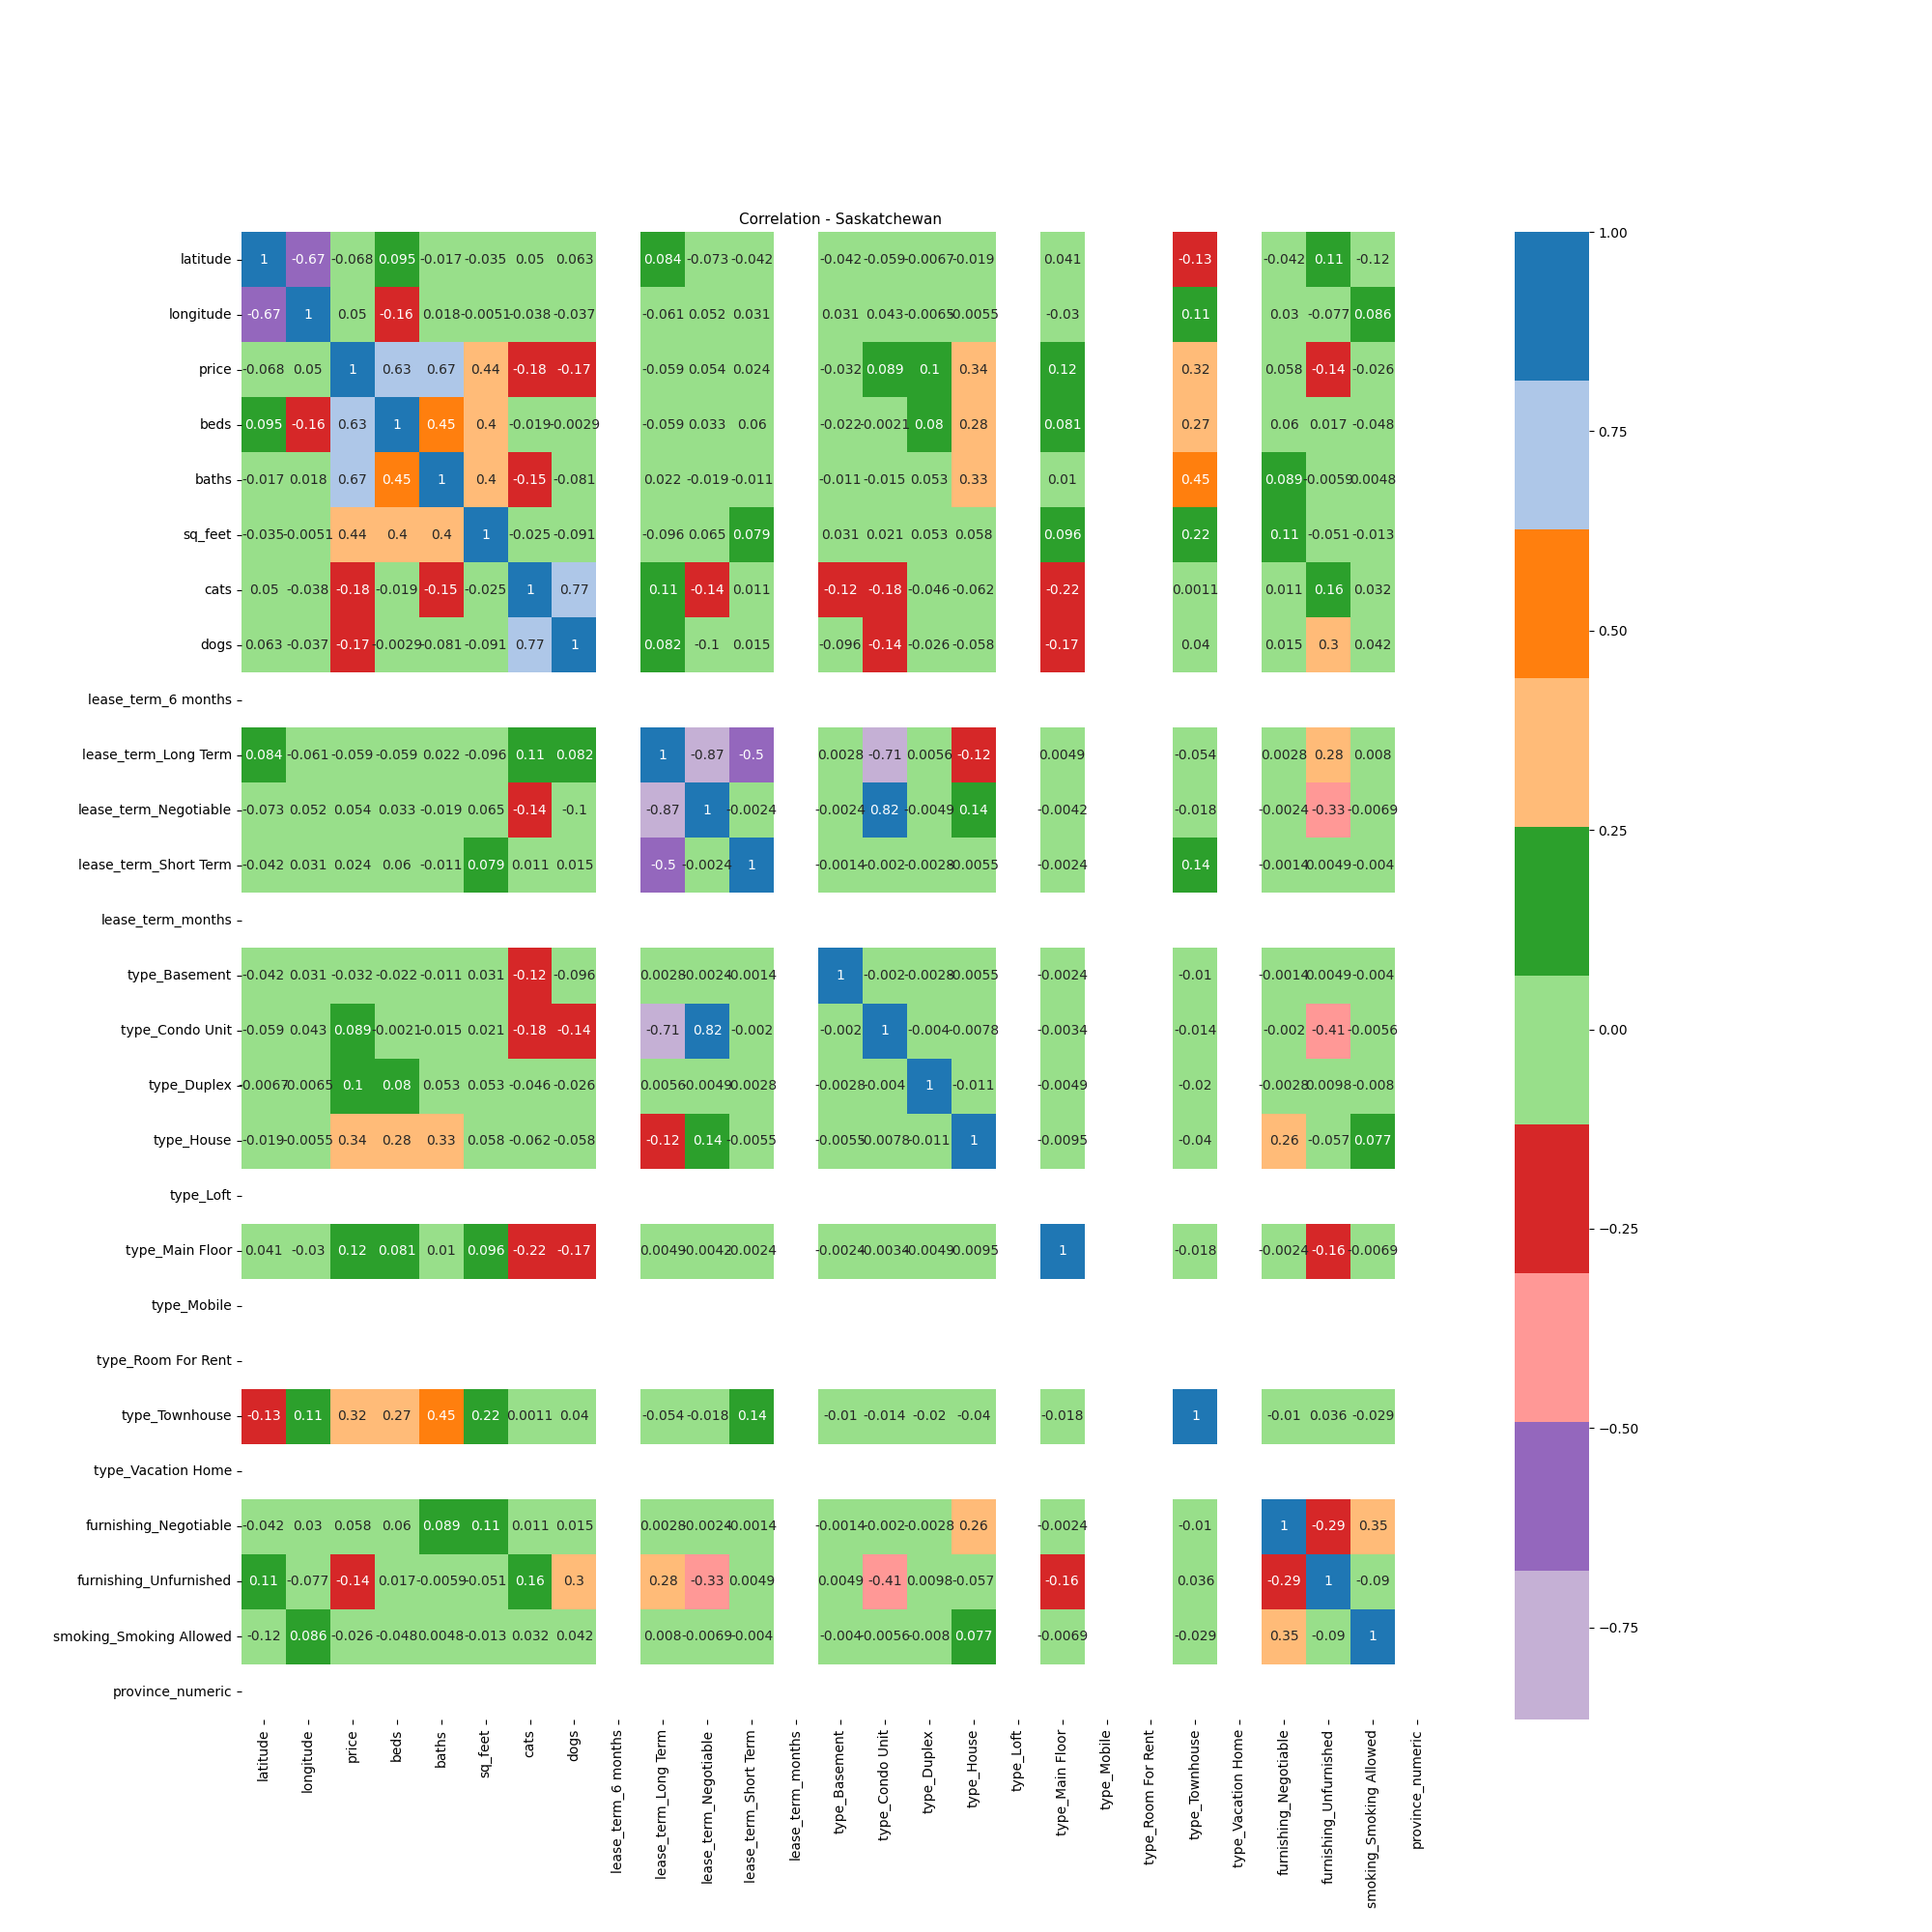 Correlation - Saskatchewan
latitude 1 -0.67 -0.068 0.095 -0.017 -0.035 0.05 0.063 0.084 -0.073 -0.042 -0.042 -0.059 -0.0067 -0.019 0.041 -0.13 -0.042 0.11 -0.12
longitude -0.67 1 0.05 -0.16 0.018 -0.0051 -0.038 -0.037 -0.061 0.052 0.031 0.031 0.043 -0.0065 -0.0055 -0.03 0.11 0.03 -0.077 0.086
price -0.068 0.05 1 0.63 0.67 0.44 -0.18 -0.17 -0.059 0.054 0.024 -0.032 0.089 0.1 0.34 0.12 0.32 0.058 -0.14 -0.026
beds 0.095 -0.16 0.63 1 0.45 0.4 -0.019 -0.0029 -0.059 0.033 0.06 -0.022 -0.0021 0.08 0.28 0.081 0.27 0.06 0.017 -0.048
baths -0.017 0.018 0.67 0.45 1 0.4 -0.15 -0.081 0.022 -0.019 -0.011 -0.011 -0.015 0.053 0.33 0.01 0.45 0.089 -0.0059 0.0048
sq_feet -0.035 -0.0051 0.44 0.4 0.4 1 -0.025 -0.091 -0.096 0.065 0.079 0.031 0.021 0.053 0.058 0.096 0.22 0.11 -0.051 -0.013
cats 0.05 -0.038 -0.18 -0.019 -0.15 -0.025 1 0.77 0.11 -0.14 0.011 -0.12 -0.18 -0.046 -0.062 -0.22 0.0011 0.011 0.16 0.032
dogs 0.063 -0.037 -0.17 -0.0029 -0.081 -0.091 0.77 1 0.082 -0.1 0.015 -0.096 -0.14 -0.026 -0.058 -0.17 0.04 0.015 0.3 0.042
lease_term_6 months
lease_term_Long Term 0.084 -0.061 -0.059 -0.059 0.022 -0.096 0.11 0.082 1 -0.87 -0.5 0.0028 -0.71 0.0056 -0.12 0.0049 -0.054 0.0028 0.28 0.008
lease_term_Negotiable -0.073 0.052 0.054 0.033 -0.019 0.065 -0.14 -0.1 -0.87 1 -0.0024 -0.0024 0.82 -0.0049 0.14 -0.0042 -0.018 -0.0024 -0.33 -0.0069
lease_term_Short Term -0.042 0.031 0.024 0.06 -0.011 0.079 0.011 0.015 -0.5 -0.0024 1 -0.0014 -0.002 -0.0028 -0.0055 -0.0024 0.14 -0.0014 0.0049 -0.004
lease_term_months
type_Basement -0.042 0.031 -0.032 -0.022 -0.011 0.031 -0.12 -0.096 0.0028 -0.0024 -0.0014 1 -0.002 -0.0028 -0.0055 -0.0024 -0.01 -0.0014 0.0049 -0.004
type_Condo Unit -0.059 0.043 0.089 -0.0021 -0.015 0.021 -0.18 -0.14 -0.71 0.82 -0.002 -0.002 1 -0.004 -0.0078 -0.0034 -0.014 -0.002 -0.41 -0.0056
type_Duplex -0.0067 -0.0065 0.1 0.08 0.053 0.053 -0.046 -0.026 0.0056 -0.0049 -0.0028 -0.0028 -0.004 1 -0.011 -0.0049 -0.02 -0.0028 0.0098 -0.008
type_House -0.019 -0.0055 0.34 0.28 0.33 0.058 -0.062 -0.058 -0.12 0.14 -0.0055 -0.0055 -0.0078 -0.011 1 -0.0095 -0.04 0.26 -0.057 0.077
type_Loft
type_Main Floor 0.041 -0.03 0.12 0.081 0.01 0.096 -0.22 -0.17 0.0049 -0.0042 -0.0024 -0.0024 -0.0034 -0.0049 -0.0095 1 -0.018 -0.0024 -0.16 -0.0069
type_Mobile
type_Room For Rent
type_Townhouse -0.13 0.11 0.32 0.27 0.45 0.22 0.0011 0.04 -0.054 -0.018 0.14 -0.01 -0.014 -0.02 -0.04 -0.018 1 -0.01 0.036 -0.029
type_Vacation Home
furnishing_Negotiable -0.042 0.03 0.058 0.06 0.089 0.11 0.011 0.015 0.0028 -0.0024 -0.0014 -0.0014 -0.002 -0.0028 0.26 -0.0024 -0.01 1 -0.29 0.35
furnishing_Unfurnished 0.11 -0.077 -0.14 0.017 -0.0059 -0.051 0.16 0.3 0.28 -0.33 0.0049 0.0049 -0.41 0.0098 -0.057 -0.16 0.036 -0.29 1 -0.09
smoking_Smoking Allowed -0.12 0.086 -0.026 -0.048 0.0048 -0.013 0.032 0.042 0.008 -0.0069 -0.004 -0.004 -0.0056 -0.008 0.077 -0.0069 -0.029 0.35 -0.09 1
province_numeric
latitude
longitude
price
beds
baths
sq_feet
cats
dogs
lease_term_6 months
lease_term_Long Term
lease_term_Negotiable
lease_term_Short Term
lease_term_months
type_Basement
type_Condo Unit
type_Duplex
type_House
type_Loft
type_Main Floor
type_Mobile
type_Room For Rent
type_Townhouse
type_Vacation Home
furnishing_Negotiable
furnishing_Unfurnished
smoking_Smoking Allowed
province_numeric
1.00
0.75
0.50
0.25
0.00
−0.25
−0.50
−0.75